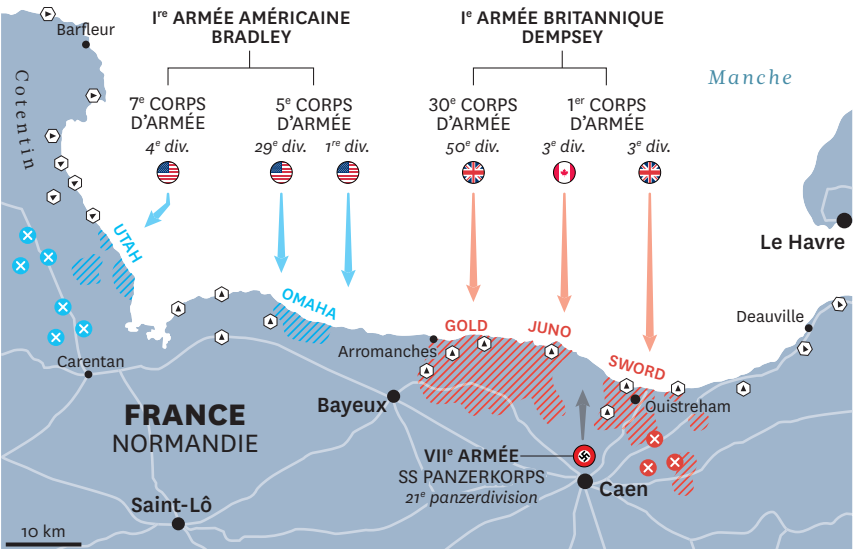 Iʳᵉ ARMÉE AMÉRICAINE
BRADLEY
Iᵉ ARMÉE BRITANNIQUE
DEMPSEY
Barfleur
Manche
Cotentin
7ᵉ CORPS
D'ARMÉE
4ᵉ div.
5ᵉ CORPS
D'ARMÉE
29ᵉ div.
1ʳᵉ div.
30ᵉ CORPS
D'ARMÉE
50ᵉ div.
1ᵉʳ CORPS
D'ARMÉE
3ᵉ div.
3ᵉ div.
UTAH
Le Havre
OMAHA
GOLD
JUNO
SWORD
Deauville
Arromanches
Carentan
Bayeux
Ouistreham
FRANCE
NORMANDIE
VIIᵉ ARMÉE
SS PANZERKORPS
21ᵉ panzerdivision
Caen
Saint-Lô
10 km